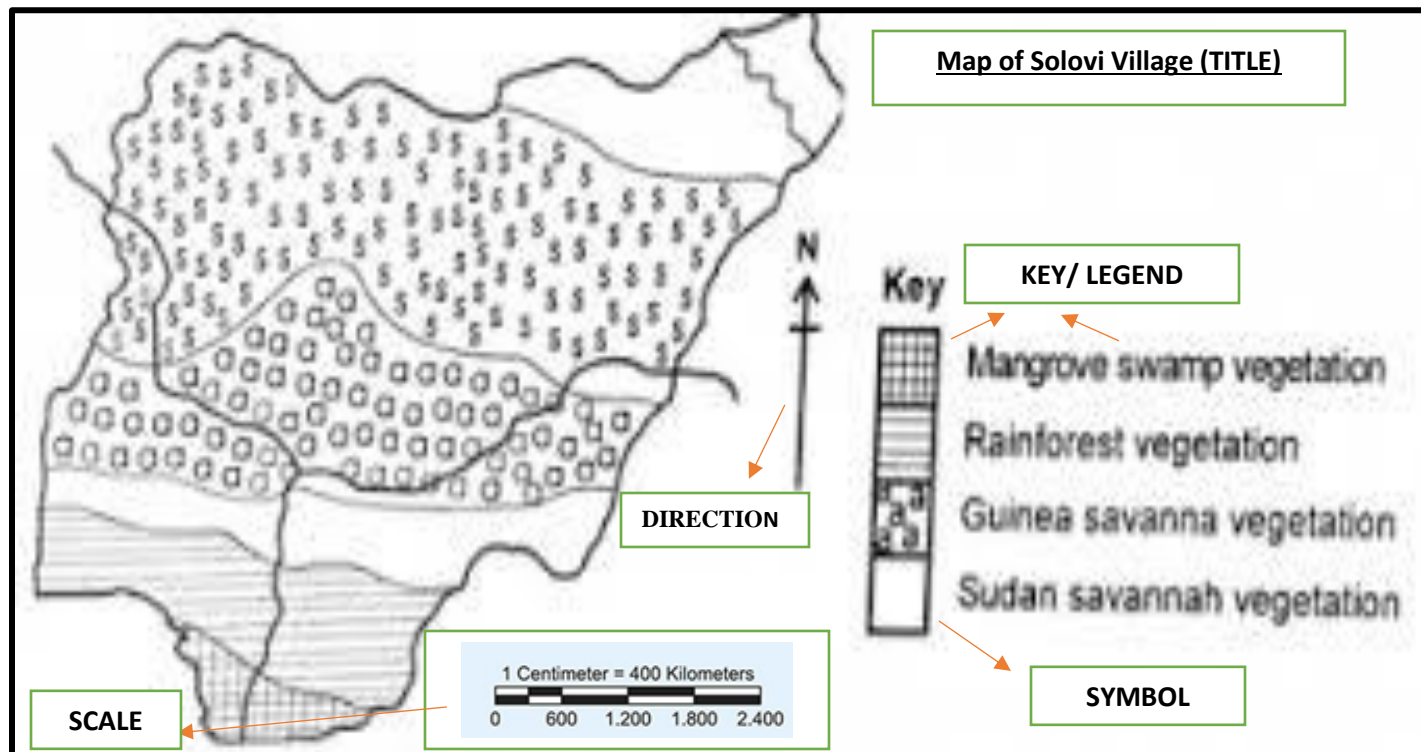 Map of Solovi Village (TITLE)
N
Key
KEY/ LEGEND
Mangrove swamp vegetation
Rainforest vegetation
Guinea savanna vegetation
Sudan savannah vegetation
DIRECTION
SYMBOL
SCALE
1 Centimeter = 400 Kilometers
0 600 1.200 1.800 2.400